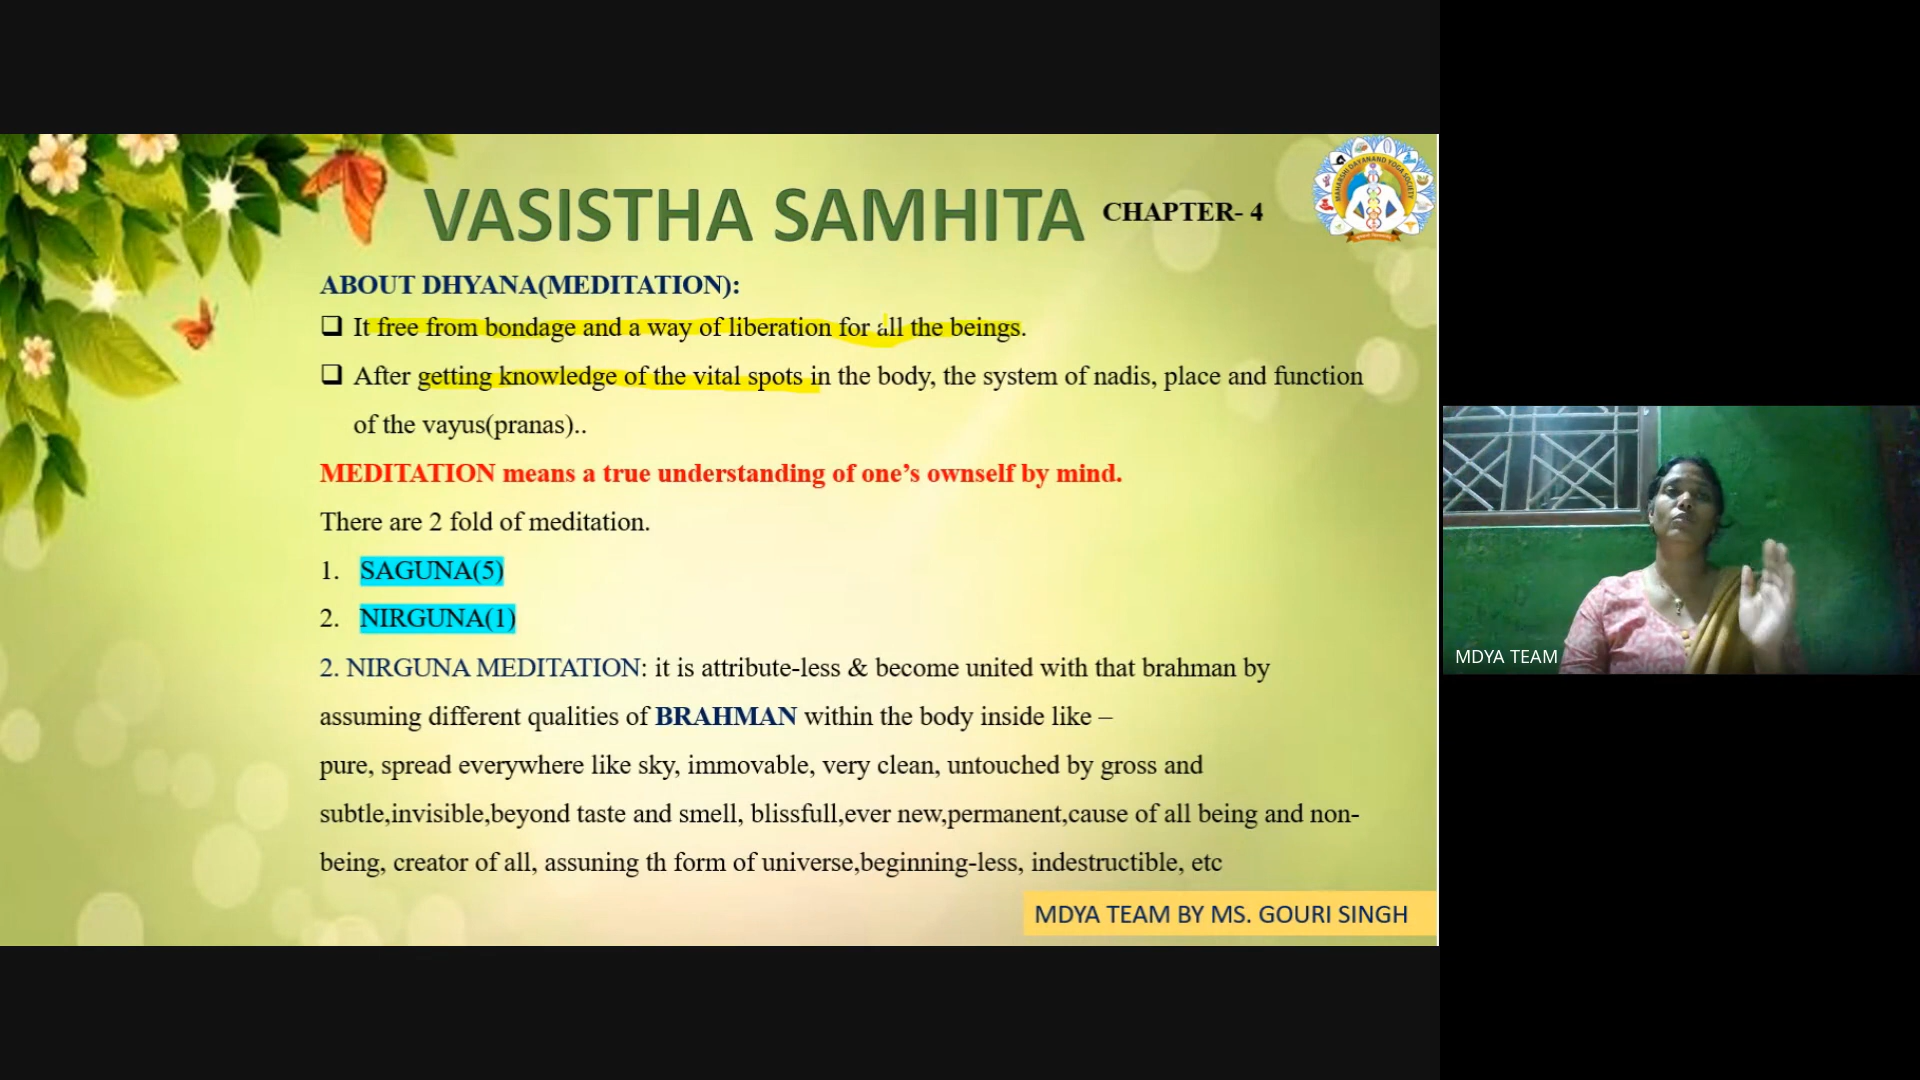 VASISTHA SAMHITA CHAPTER- 4
MAHARSHI DAYANAND YOGA SOCIETY
ABOUT DHYANA(MEDITATION):
❑ It free from bondage and a way of liberation for all the beings.
❑ After getting knowledge of the vital spots in the body, the system of nadis, place and function
of the vayus(pranas)..
MEDITATION means a true understanding of one’s ownself by mind.
There are 2 fold of meditation.
1. SAGUNA(5)
2. NIRGUNA(1)
2. NIRGUNA MEDITATION: it is attribute-less & become united with that brahman by
assuming different qualities of BRAHMAN within the body inside like –
pure, spread everywhere like sky, immovable, very clean, untouched by gross and
subtle,invisible,beyond taste and smell, blissfull,ever new,permanent,cause of all being and non-
being, creator of all, assuning th form of universe,beginning-less, indestructible, etc
MDYA TEAM BY MS. GOURI SINGH
MDYA TEAM